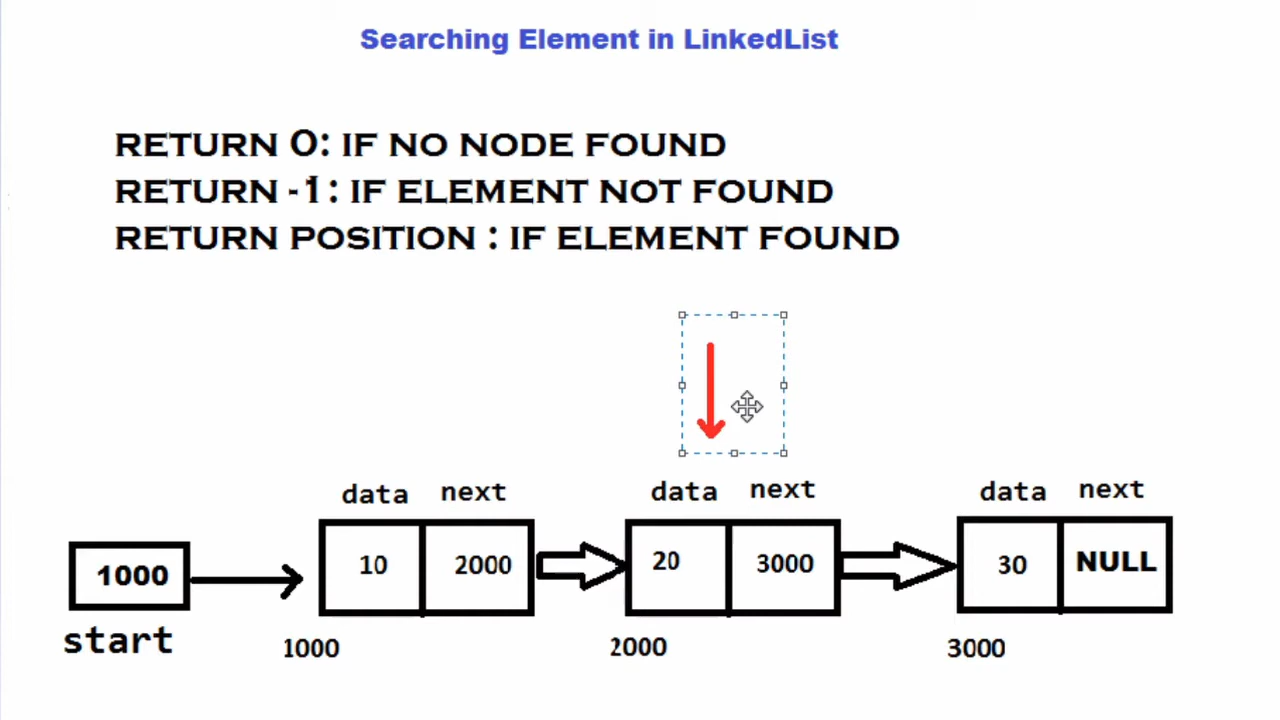 Searching Element in LinkedList
RETURN 0: IF NO NODE FOUND
RETURN -1: IF ELEMENT NOT FOUND
RETURN POSITION : IF ELEMENT FOUND
data next data next data next
1000 10 2000 20 3000 30 NULL
start 1000 2000 3000